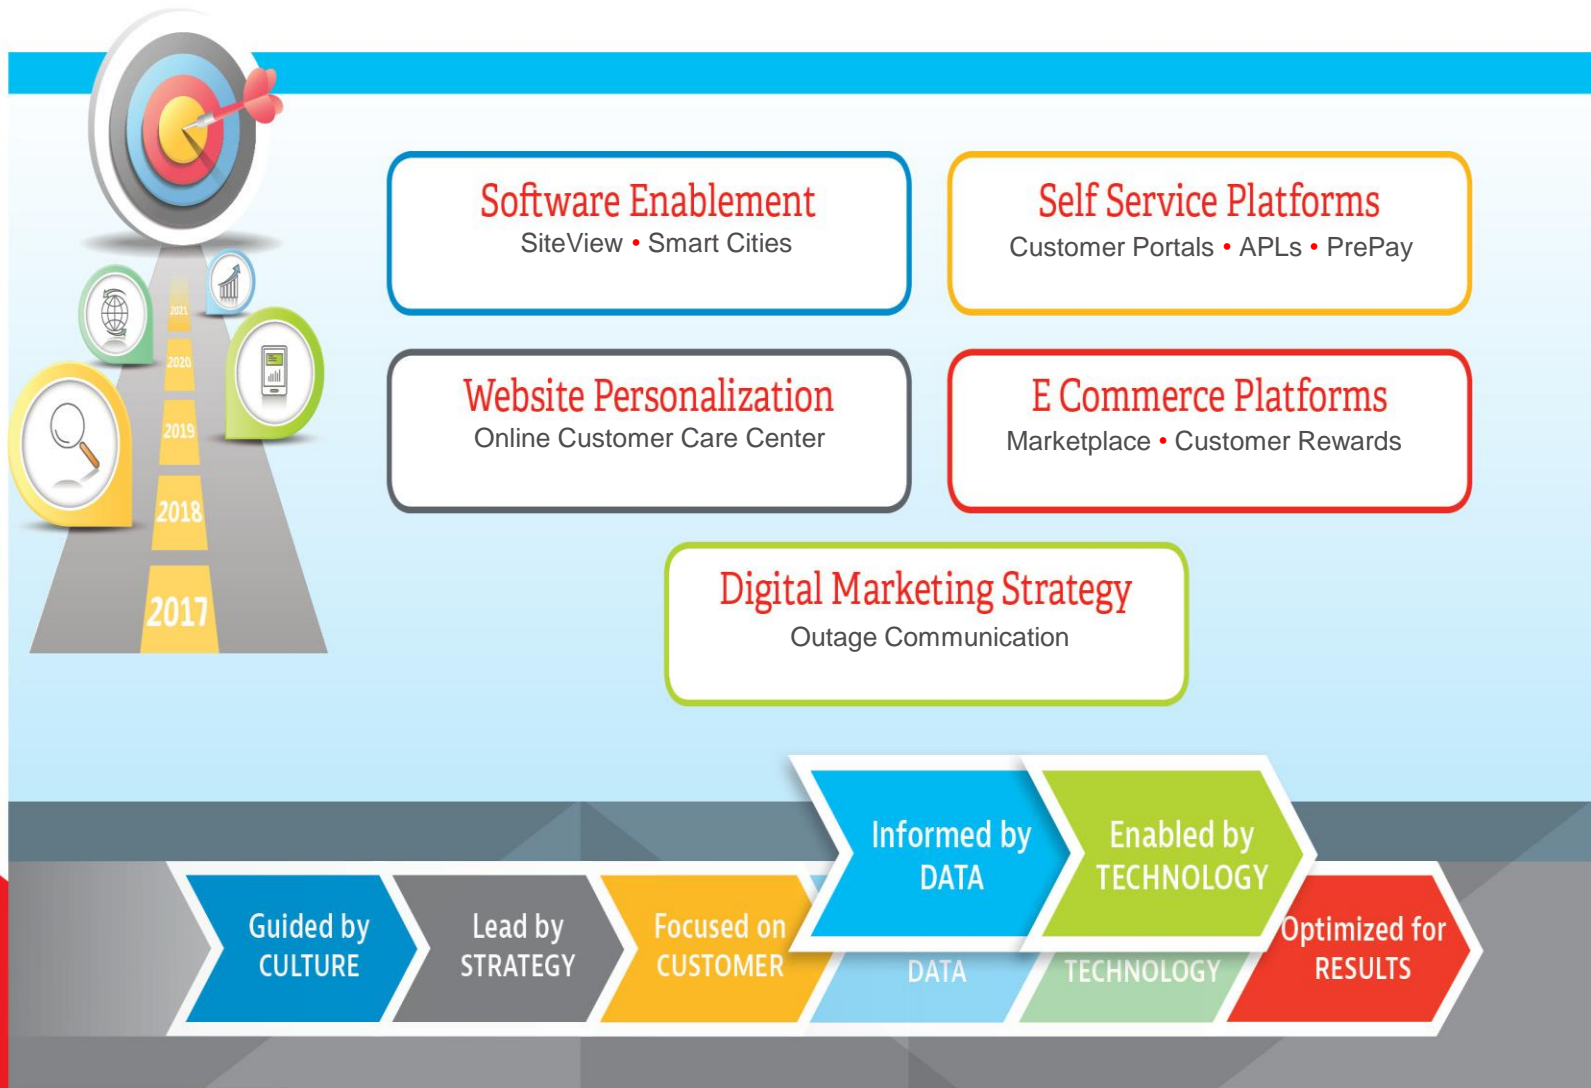 Software Enablement
SiteView • Smart Cities
Self Service Platforms
Customer Portals • APLs • PrePay
Website Personalization
Online Customer Care Center
E Commerce Platforms
Marketplace • Customer Rewards
Digital Marketing Strategy
Outage Communication
2021
2020
2019
2018
2017
Guided by
CULTURE
Lead by
STRATEGY
Focused on
CUSTOMER
Informed by
DATA
DATA
Enabled by
TECHNOLOGY
TECHNOLOGY
Optimized for
RESULTS